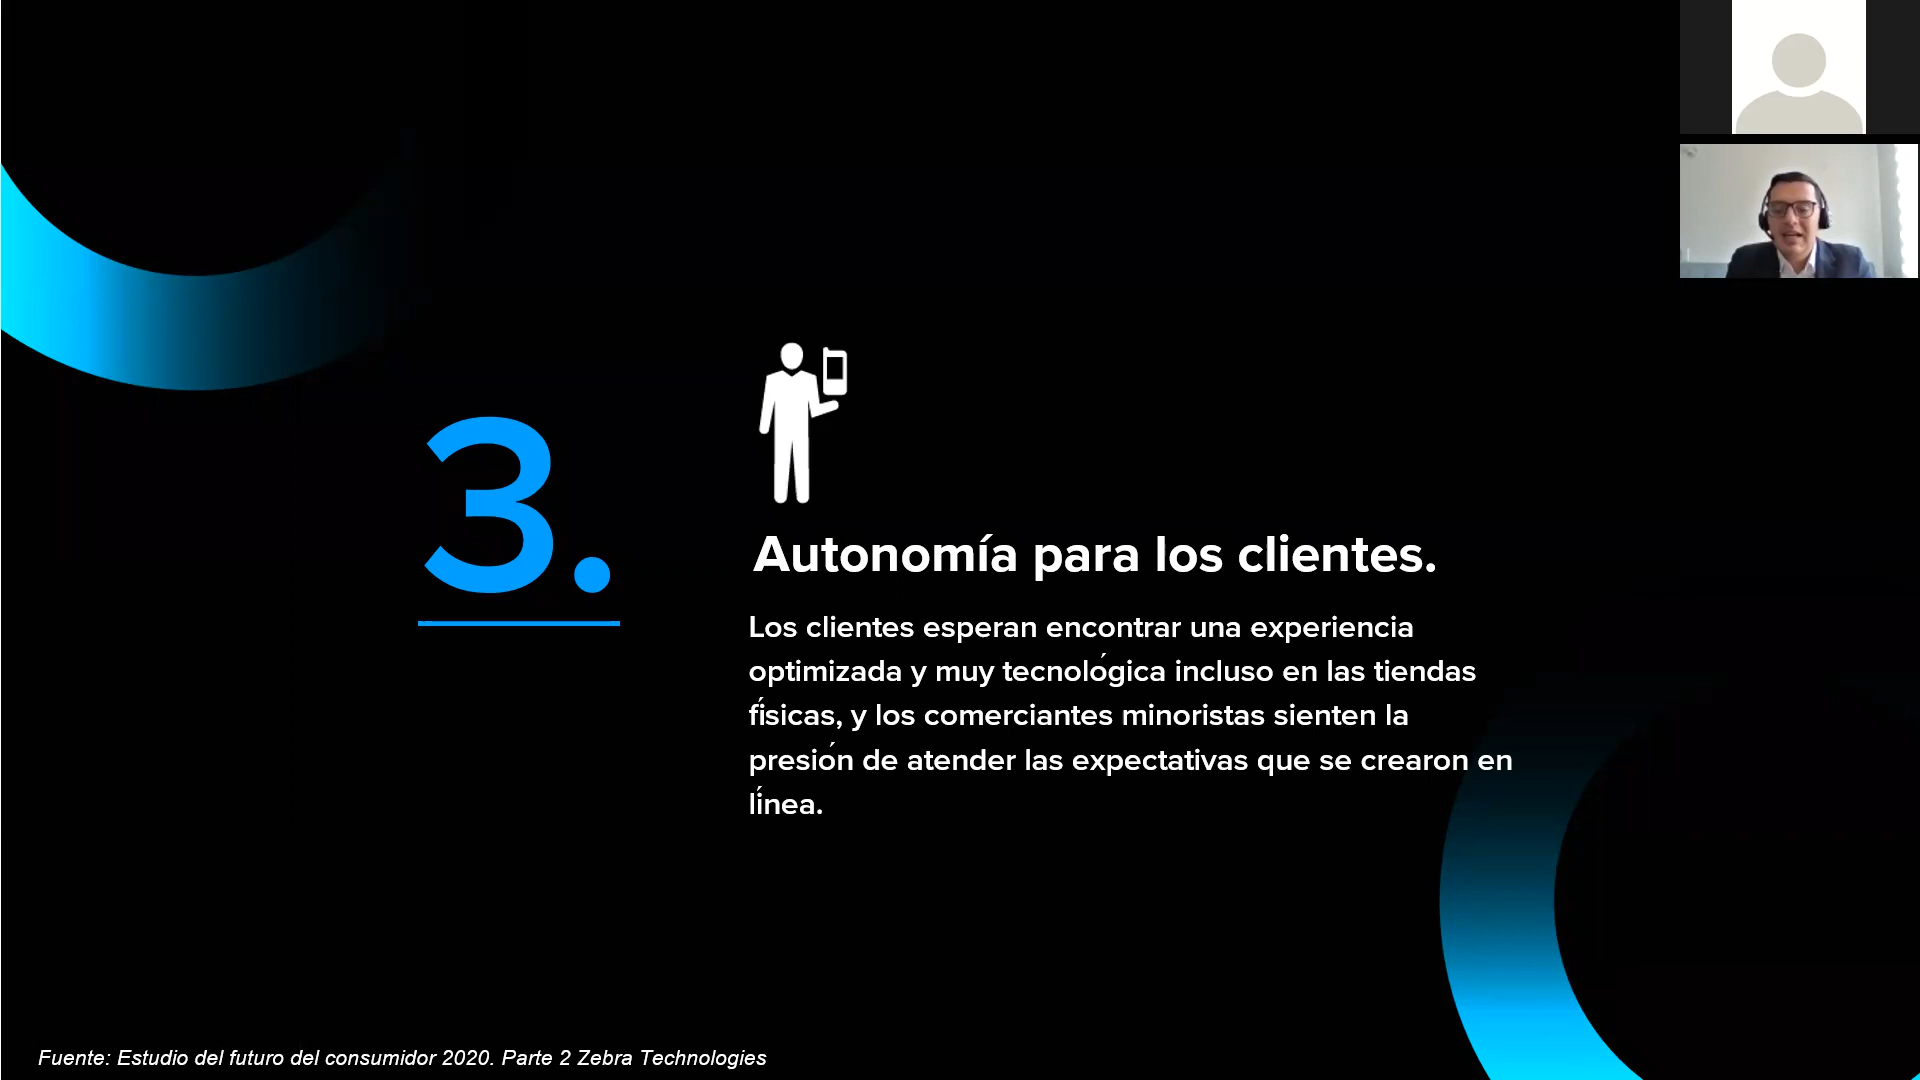 3.
Autonomía para los clientes.
Los clientes esperan encontrar una experiencia
optimizada y muy tecnológica incluso en las tiendas
físicas, y los comerciantes minoristas sienten la
presión de atender las expectativas que se crearon en
línea.
Fuente: Estudio del futuro del consumidor 2020. Parte 2 Zebra Technologies